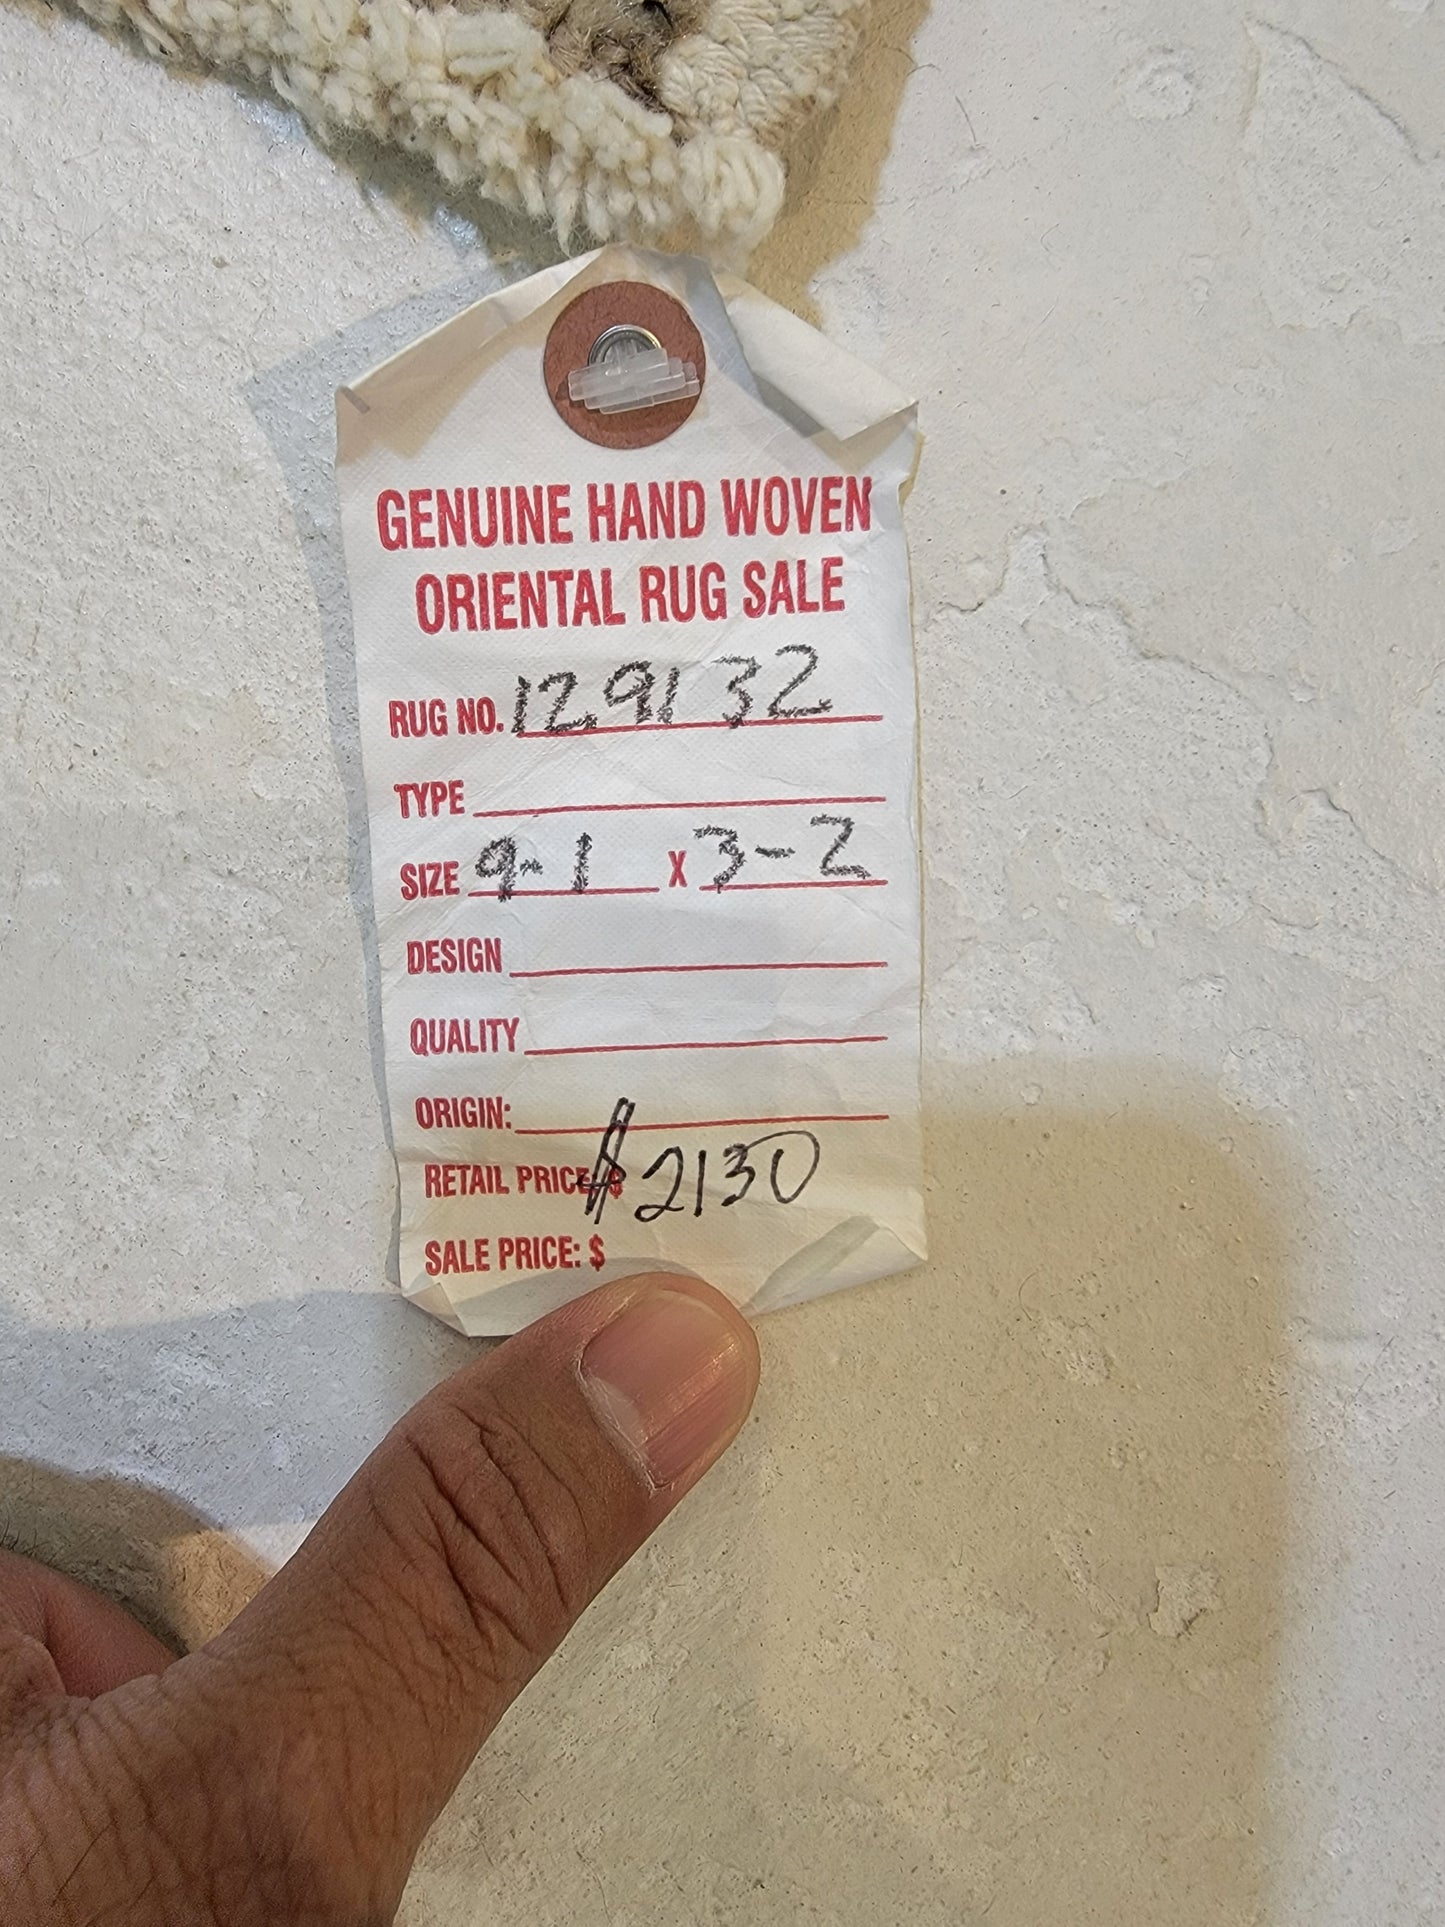 GENUINE HAND WOVEN
ORIENTAL RUG SALE
RUG NO. 129132
TYPE
SIZE 9-1 X 3-2
DESIGN
QUALITY
ORIGIN:
RETAIL PRICE: $ $2130
SALE PRICE: $